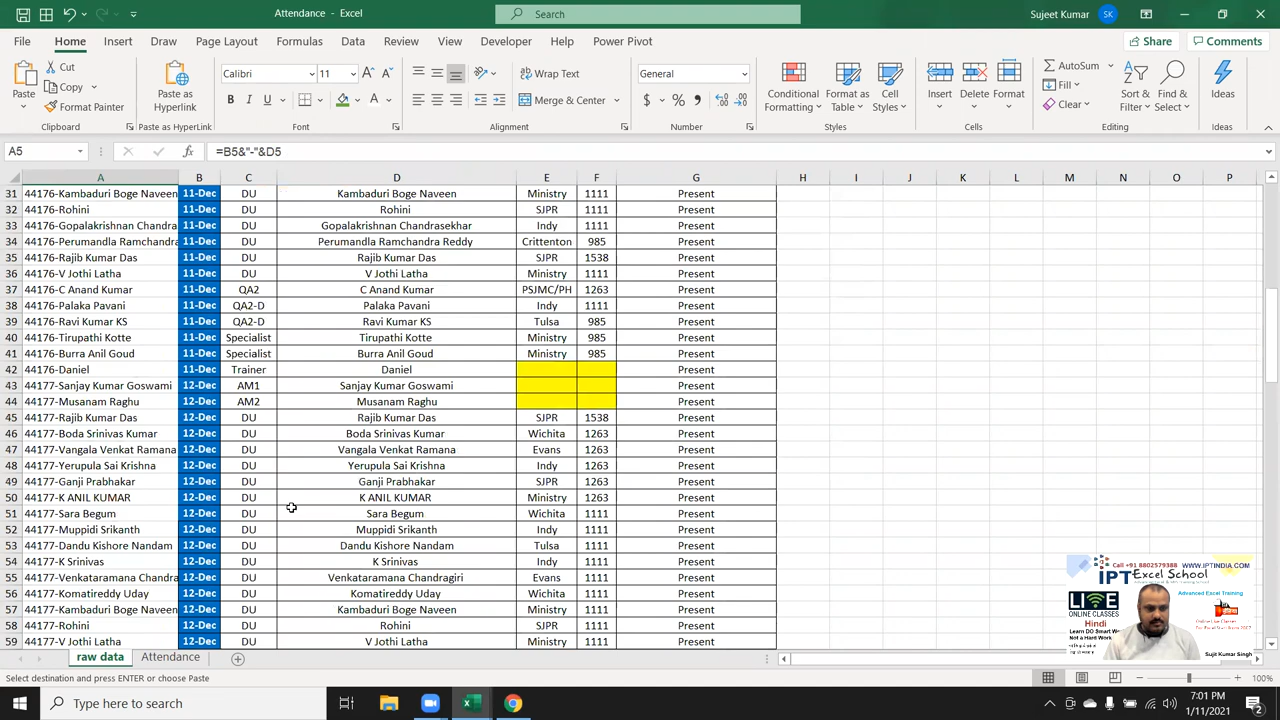 Attendance - Excel
Search
Sujeet Kumar
SK
File Home Insert Draw Page Layout Formulas Data Review View Developer Help Power Pivot
Share Comments
Paste
Cut
Copy
Format Painter
Clipboard
Paste as Hyperlink
Paste as HyperLink
Calibri 11
B I U
Font
Wrap Text
Merge & Center
Alignment
General
$ % ,
Number
Conditional Formatting
Format as Table
Cell Styles
Styles
Insert Delete Format
Cells
AutoSum
Fill
Clear
Sort & Filter
Find & Select
Editing
Ideas
Ideas
A5 fx =B5&"-"&D5
A B C D E F G H I J K L M N O P
31 44176-Kambaduri Boge Naveen 11-Dec DU Kambaduri Boge Naveen Ministry 1111 Present
32 44176-Rohini 11-Dec DU Rohini SJPR 1111 Present
33 44176-Gopalakrishnan Chandra 11-Dec DU Gopalakrishnan Chandrasekhar Indy 1111 Present
34 44176-Perumandla Ramchandra 11-Dec DU Perumandla Ramchandra Reddy Crittenton 985 Present
35 44176-Rajib Kumar Das 11-Dec DU Rajib Kumar Das SJPR 1538 Present
36 44176-V Jothi Latha 11-Dec DU V Jothi Latha Ministry 1111 Present
37 44176-C Anand Kumar 11-Dec QA2 C Anand Kumar PSJMC/PH 1263 Present
38 44176-Palaka Pavani 11-Dec QA2-D Palaka Pavani Indy 1111 Present
39 44176-Ravi Kumar KS 11-Dec QA2-D Ravi Kumar KS Tulsa 985 Present
40 44176-Tirupathi Kotte 11-Dec Specialist Tirupathi Kotte Ministry 985 Present
41 44176-Burra Anil Goud 11-Dec Specialist Burra Anil Goud Ministry 985 Present
42 44176-Daniel 11-Dec Trainer Daniel Present
43 44177-Sanjay Kumar Goswami 12-Dec AM1 Sanjay Kumar Goswami Present
44 44177-Musanam Raghu 12-Dec AM2 Musanam Raghu Present
45 44177-Rajib Kumar Das 12-Dec DU Rajib Kumar Das SJPR 1538 Present
46 44177-Boda Srinivas Kumar 12-Dec DU Boda Srinivas Kumar Wichita 1263 Present
47 44177-Vangala Venkat Ramana 12-Dec DU Vangala Venkat Ramana Evans 1263 Present
48 44177-Yerupula Sai Krishna 12-Dec DU Yerupula Sai Krishna Indy 1263 Present
49 44177-Ganji Prabhakar 12-Dec DU Ganji Prabhakar SJPR 1263 Present
50 44177-K ANIL KUMAR 12-Dec DU K ANIL KUMAR Ministry 1263 Present
51 44177-Sara Begum 12-Dec DU Sara Begum Wichita 1111 Present
52 44177-Muppidi Srikanth 12-Dec DU Muppidi Srikanth Indy 1111 Present
53 44177-Dandu Kishore Nandam 12-Dec DU Dandu Kishore Nandam Tulsa 1111 Present
54 44177-K Srinivas 12-Dec DU K Srinivas Indy 1111 Present
55 44177-Venkataramana Chandra 12-Dec DU Venkataramana Chandragiri Evans 1111 Present
56 44177-Komatireddy Uday 12-Dec DU Komatireddy Uday Wichita 1111 Present
57 44177-Kambaduri Boge Naveen 12-Dec DU Kambaduri Boge Naveen Ministry 1111 Present
58 44177-Rohini 12-Dec DU Rohini SJPR 1111 Present
59 44177-V Jothi Latha 12-Dec DU V Jothi Latha Ministry 1111 Present
Call +91 8802579388 WWW.IPTINDIA.COM
IPT Excel School
Advanced Excel Training
LIVE
ONLINE CLASSES
Hindi
Learn DO Smart W
Not a Hard Work
Sujit Kumar Singh
raw data Attendance
Select destination and press ENTER or choose Paste
100%
Type here to search
7:01 PM
1/11/2021